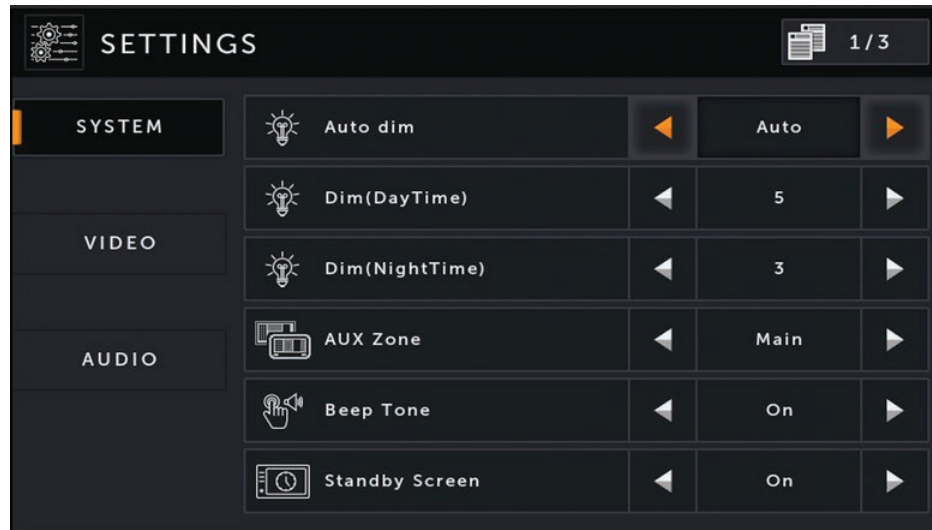 SETTINGS 1/3
SYSTEM
VIDEO
AUDIO
Auto dim Auto
Dim(DayTime) 5
Dim(NightTime) 3
AUX Zone Main
Beep Tone On
Standby Screen On